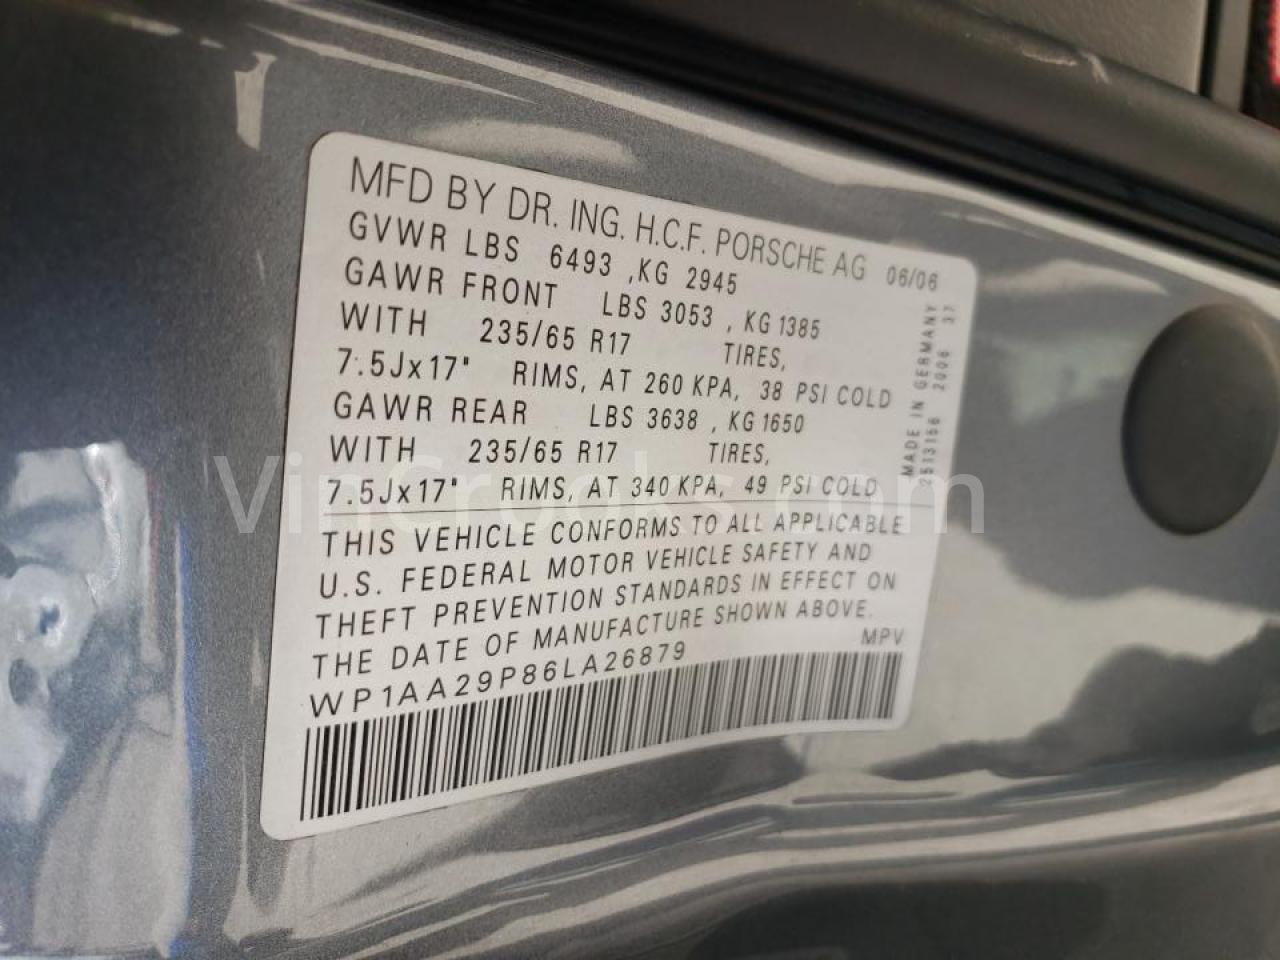 MFD BY DR. ING. H.C.F. PORSCHE AG 06/06
GVWR LBS 6493 ,KG 2945
GAWR FRONT LBS 3053 , KG 1385
WITH 235/65 R17 TIRES,
7.5Jx17" RIMS, AT 260 KPA, 38 PSI COLD
GAWR REAR LBS 3638 , KG 1650
WITH 235/65 R17 TIRES,
7.5Jx17" RIMS, AT 340 KPA, 49 PSI COLD
THIS VEHICLE CONFORMS TO ALL APPLICABLE
U.S. FEDERAL MOTOR VEHICLE SAFETY AND
THEFT PREVENTION STANDARDS IN EFFECT ON
THE DATE OF MANUFACTURE SHOWN ABOVE.
WP1AA29P86LA26879 MPV
MADE IN GERMANY
2513156 2006 37
VinCrooks.com